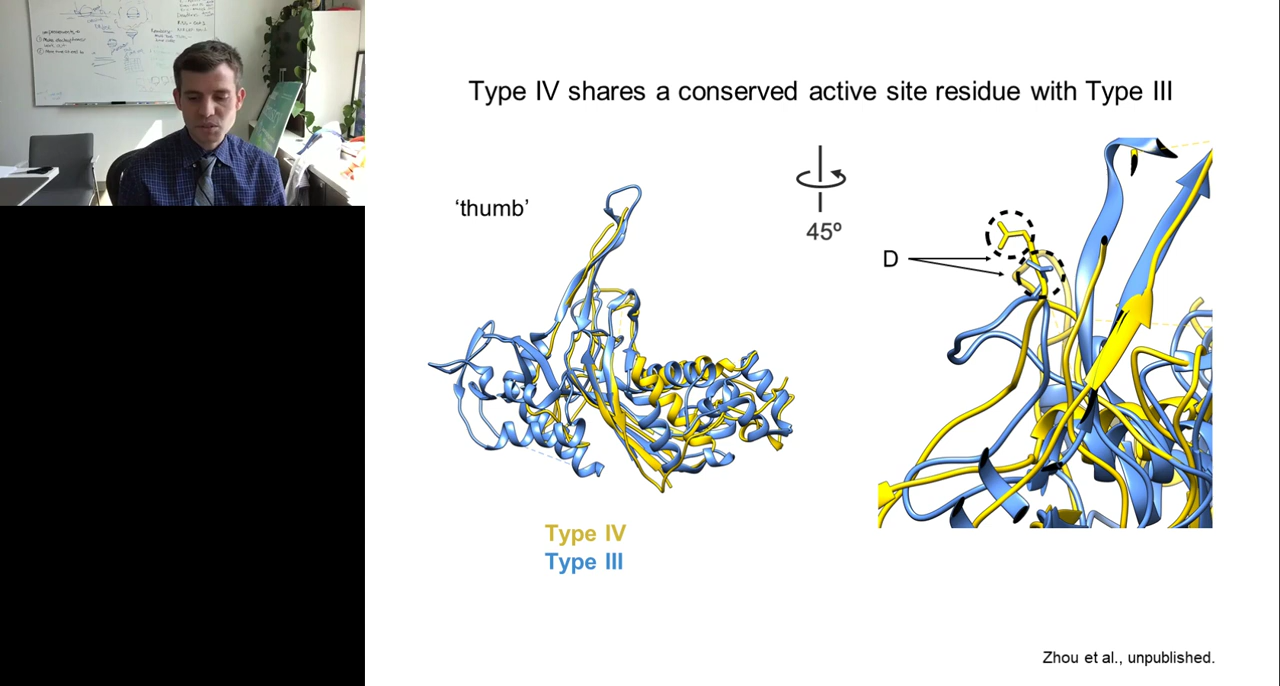 Type IV shares a conserved active site residue with Type III
'thumb'
45º
D
Type IV
Type III
Zhou et al., unpublished.